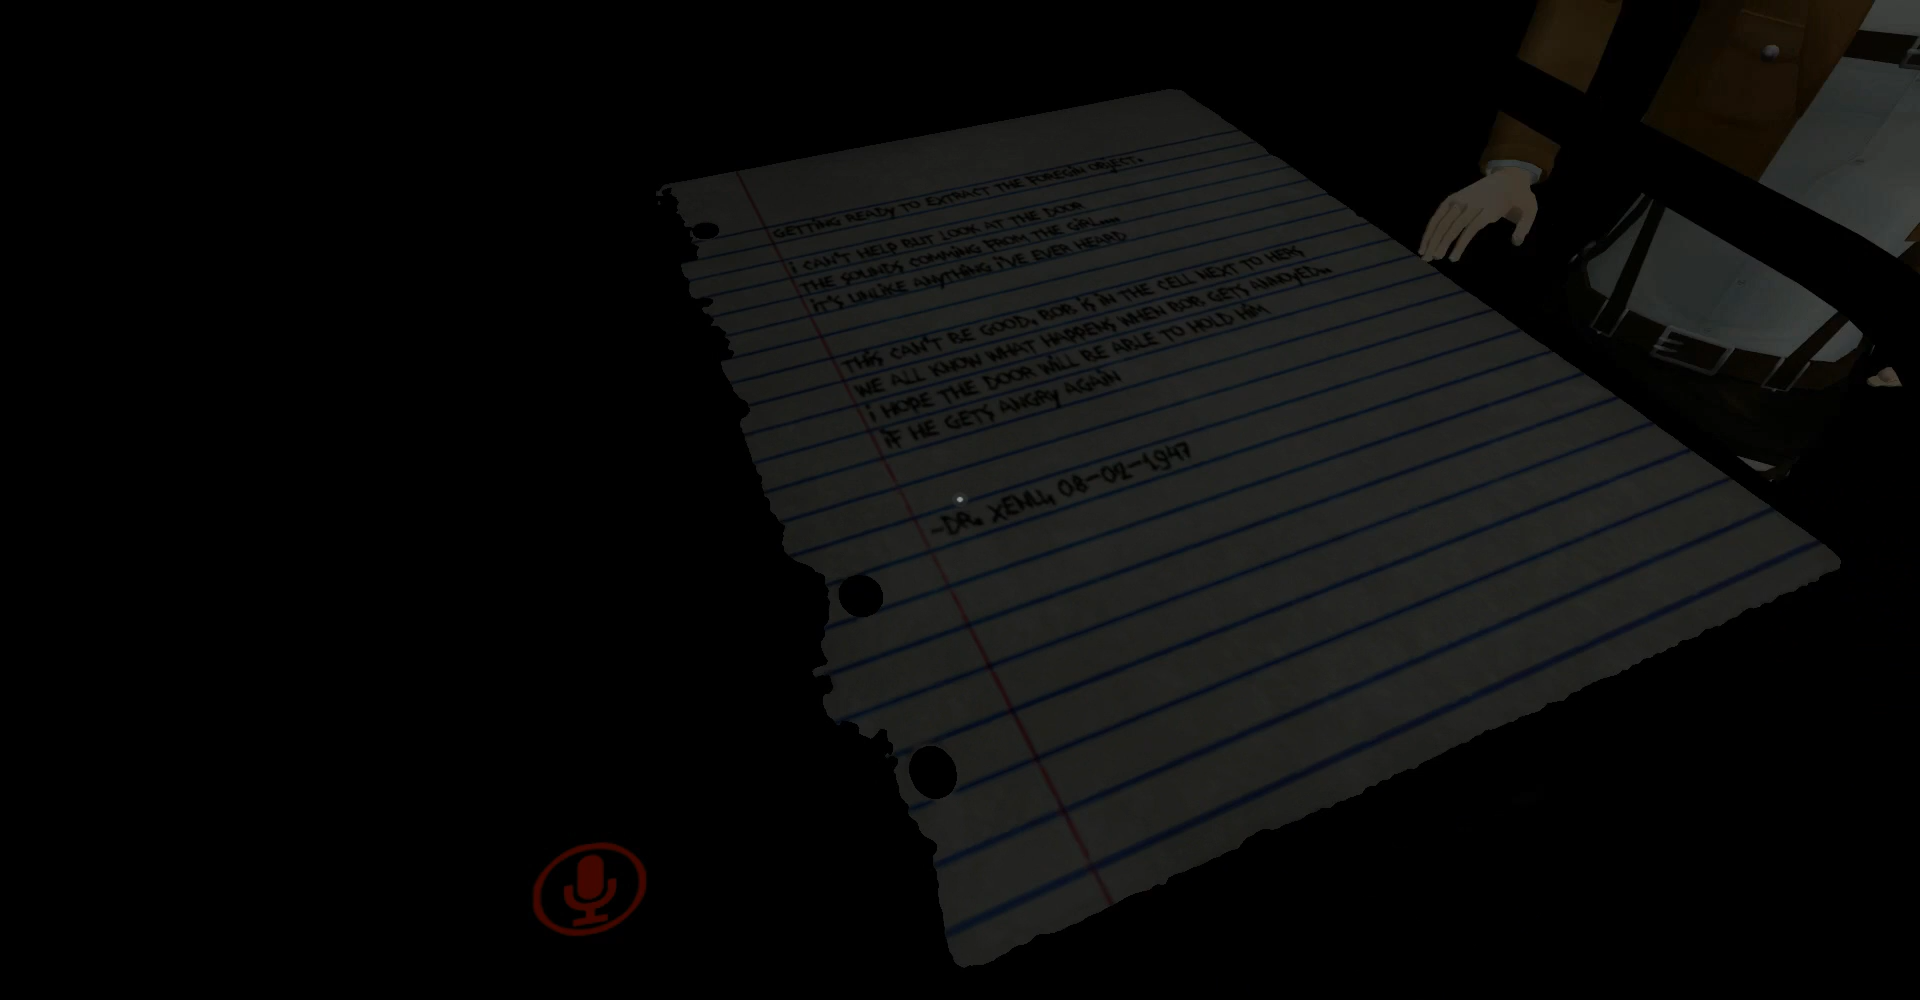 GETTING READY TO EXTRACT THE FOREGIN OBJECT.
i CAN'T HELP BUT LOOK AT THE DOOR
THE SOUNDS COMMING FROM THE GIRL....
IT'S UNLIKE ANYTHING I'VE EVER HEARD
THIS CAN'T BE GOOD, BOB IS IN THE CELL NEXT TO HERS
WE ALL KNOW WHAT HAPPENS WHEN BOB GETS ANNOYED...
i HOPE THE DOOR WILL BE ABLE TO HOLD HIM
IF HE GETS ANGRY AGAIN
-DR. XENU, 08-02-1947